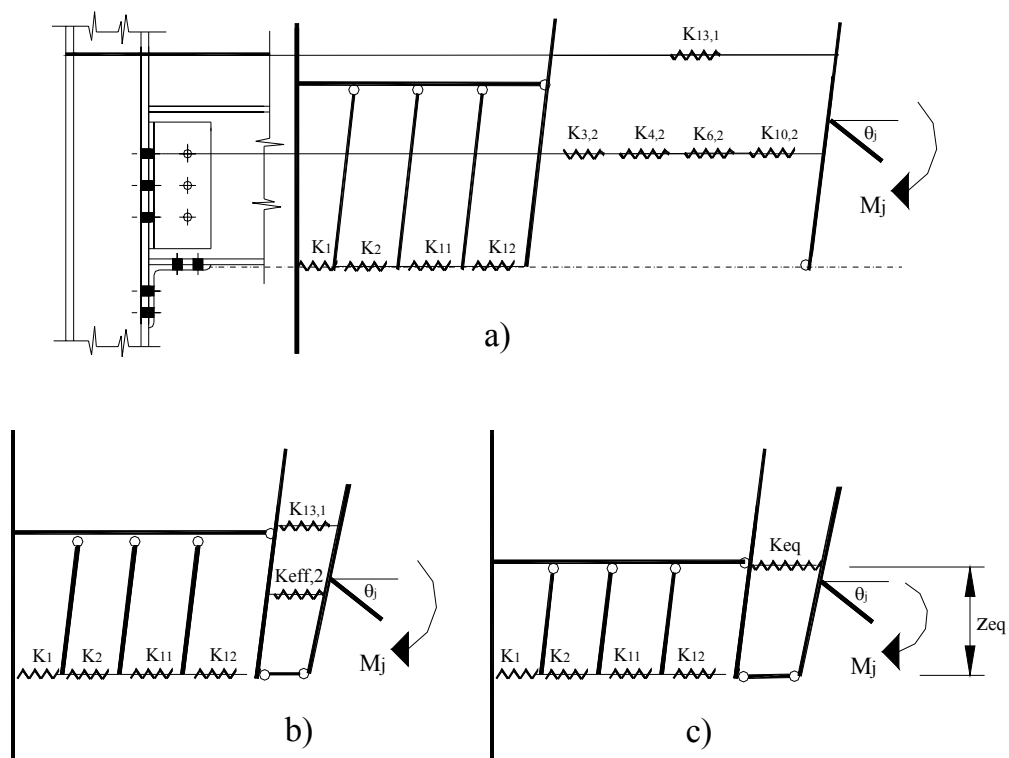 K13,1
K3,2 K4,2 K6,2 K10,2
θj
Mj
K1 K2 K11 K12
a)
K13,1
Keff,2
θj
Mj
K1 K2 K11 K12
b)
Keq
θj
Zeq
Mj
K1 K2 K11 K12
c)